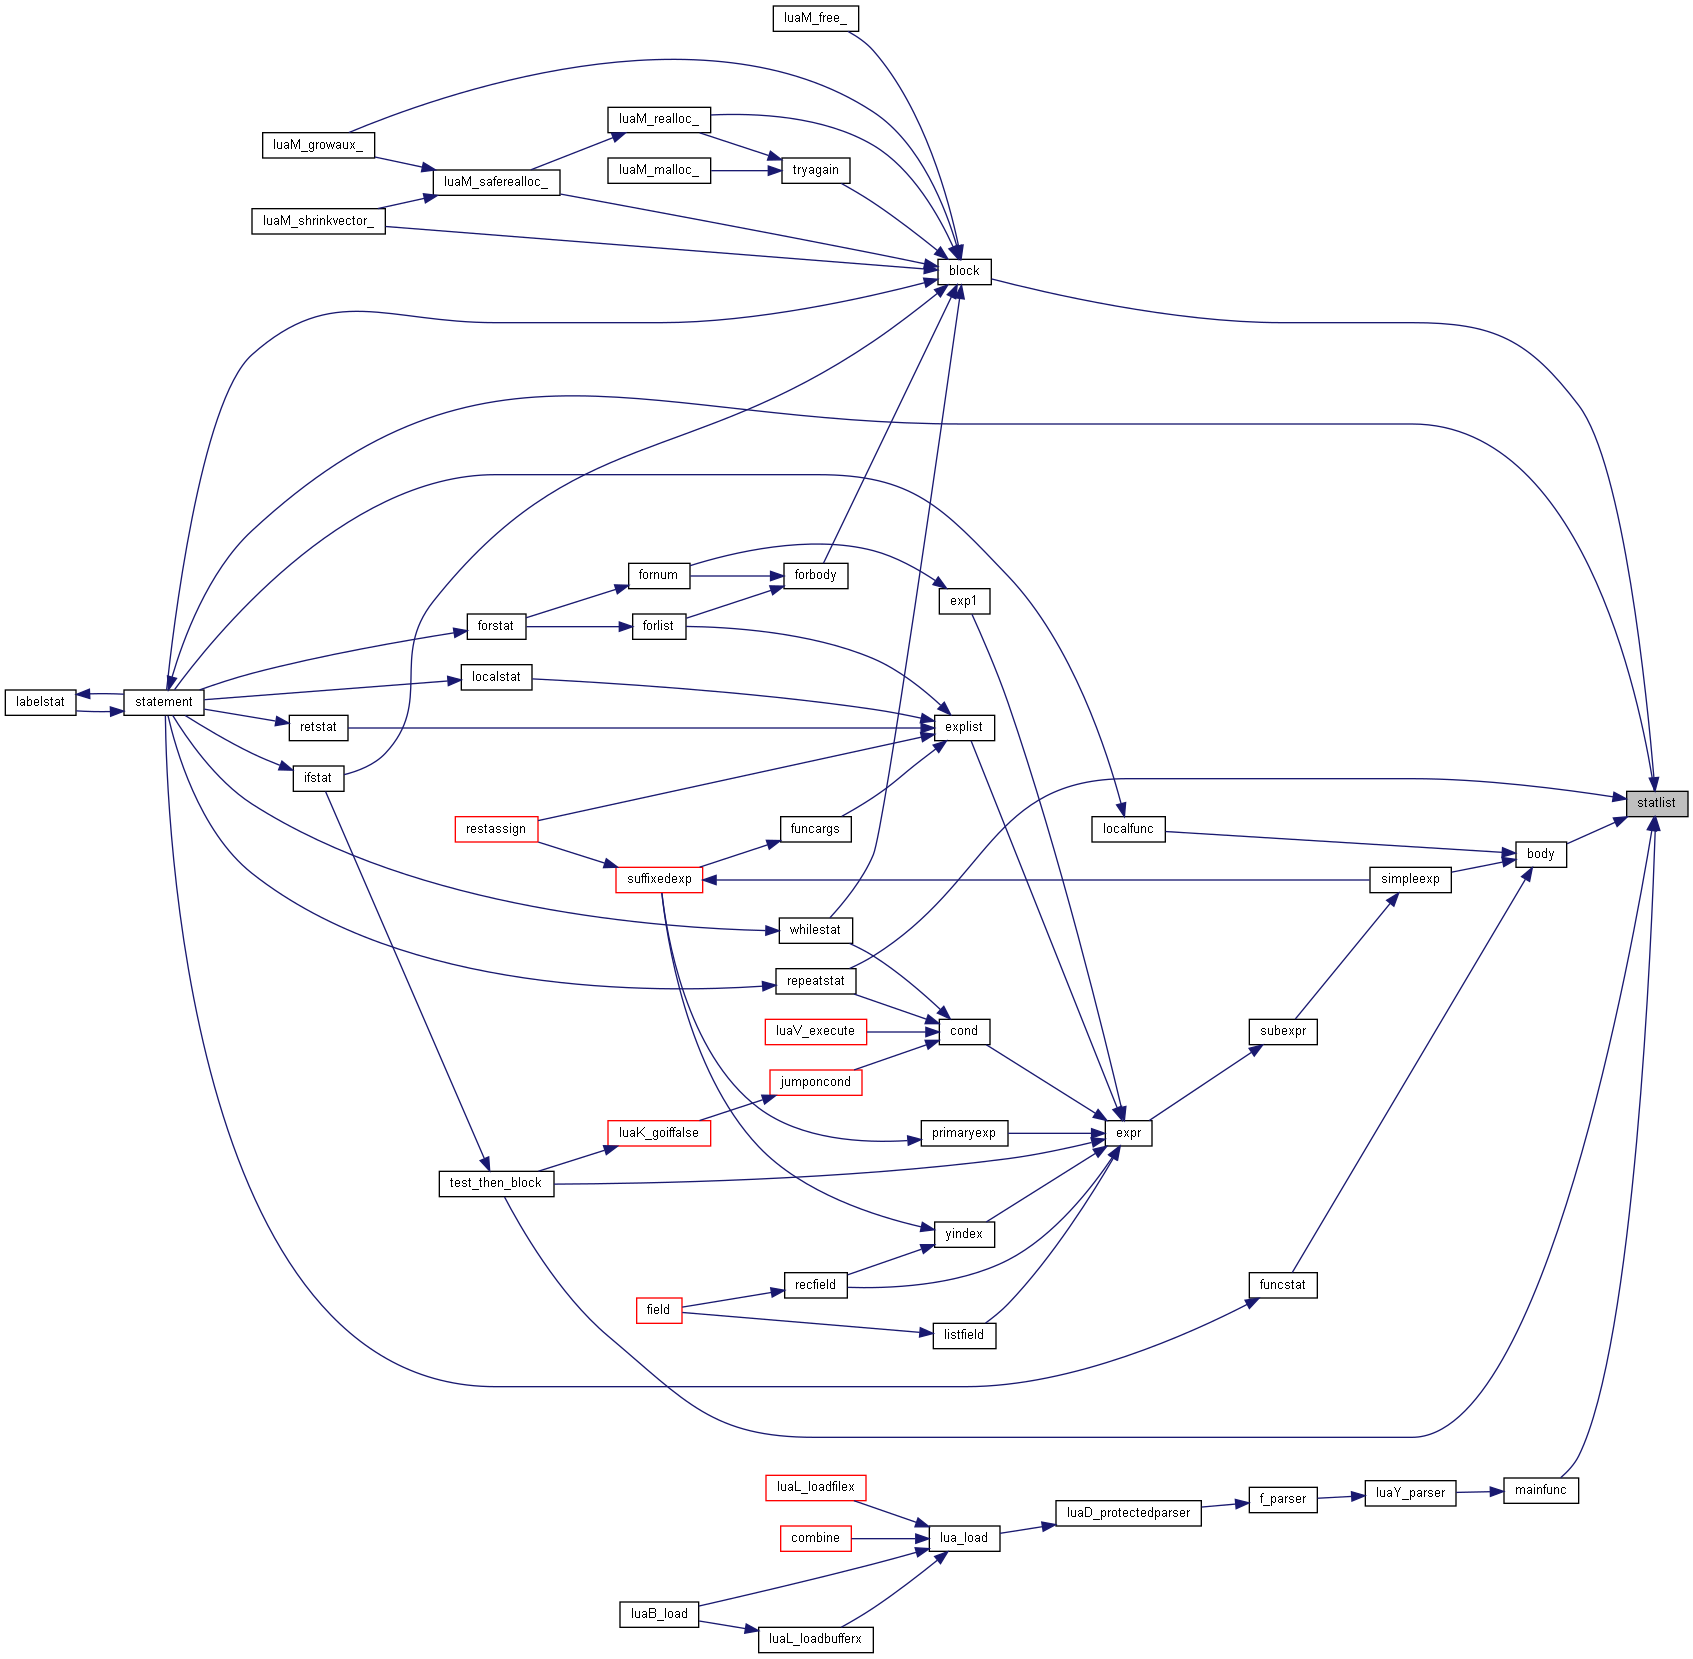 luaM_free_
luaM_realloc_
luaM_growaux_
luaM_malloc_
tryagain
luaM_saferealloc_
luaM_shrinkvector_
block
fornum
forbody
exp1
forstat
forlist
localstat
labelstat
statement
retstat
explist
ifstat
statlist
restassign
funcargs
localfunc
body
suffixedexp
simpleexp
whilestat
repeatstat
luaV_execute
cond
subexpr
jumponcond
luaK_goiffalse
primaryexp
expr
test_then_block
yindex
recfield
funcstat
field
listfield
luaL_loadfilex
mainfunc
luaY_parser
f_parser
luaD_protectedparser
combine
lua_load
luaB_load
luaL_loadbufferx